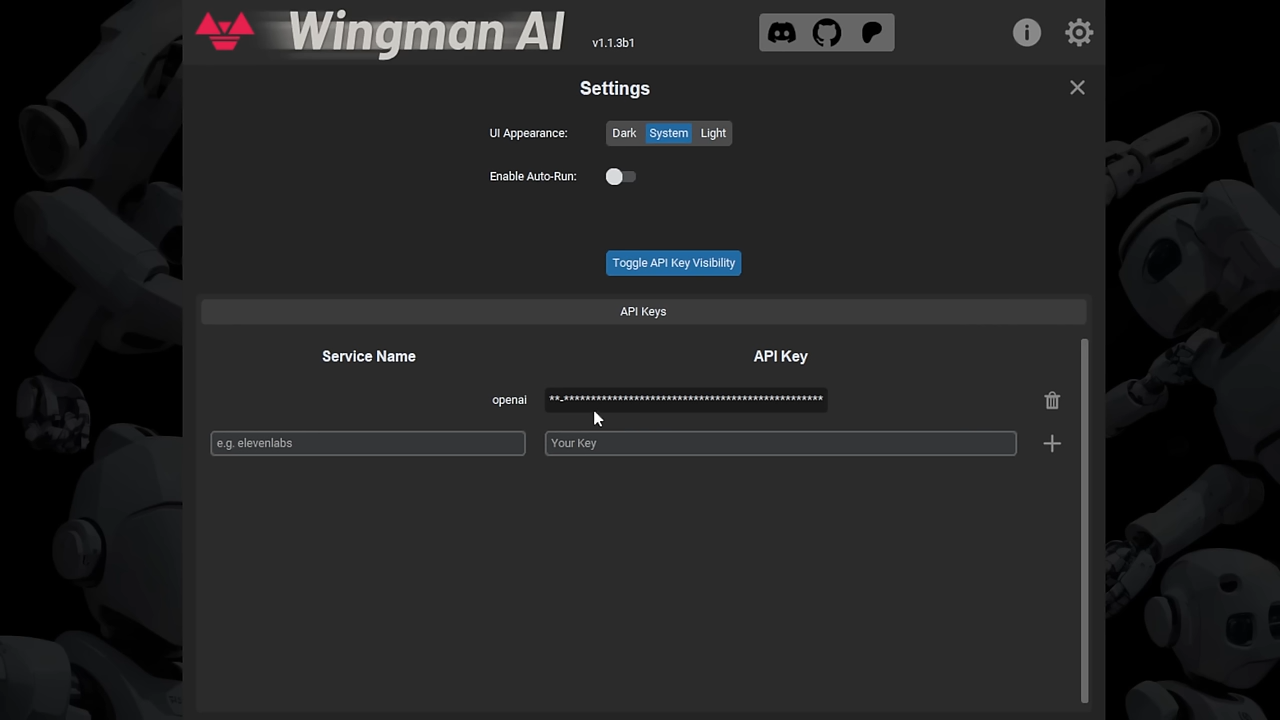 Wingman AI
v1.1.3b1
Settings
UI Appearance: Dark System Light
Enable Auto-Run:
Toggle API Key Visibility
API Keys
Service Name API Key
openai **-************************************************
e.g. elevenlabs Your Key